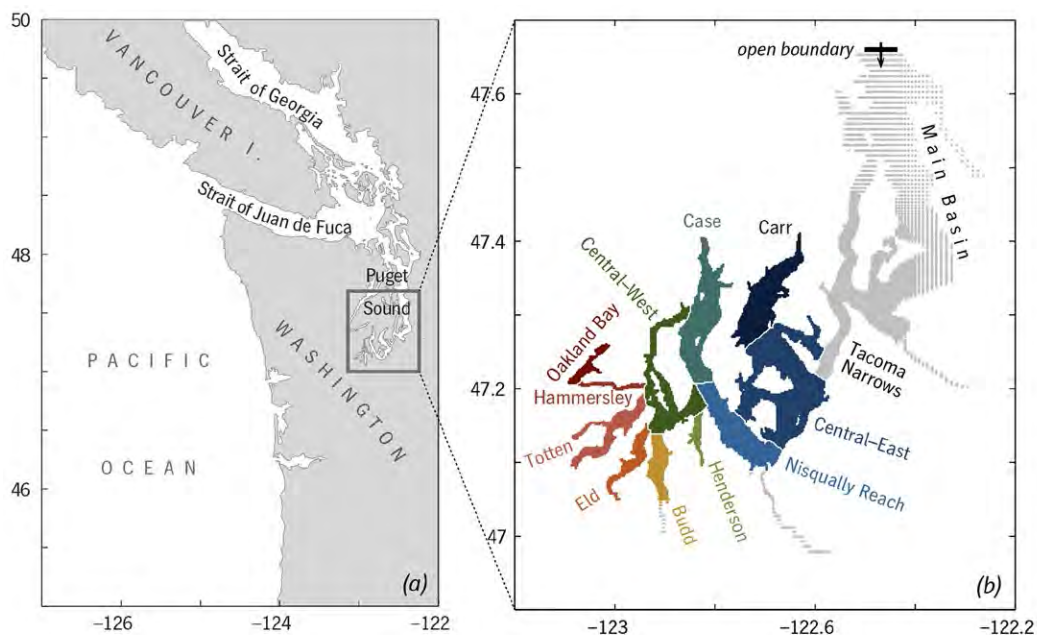 50
48
46
−126
−124
−122
VANCOUVER I.
Strait of Georgia
Strait of Juan de Fuca
Puget
Sound
WASHINGTON
PACIFIC
OCEAN
(a)
47.6
47.4
47.2
47
−123
−122.6
−122.2
open boundary
Main Basin
Case
Carr
Central–West
Oakland Bay
Hammersley
Totten
Eld
Budd
Henderson
Nisqually Reach
Central–East
Tacoma
Narrows
(b)